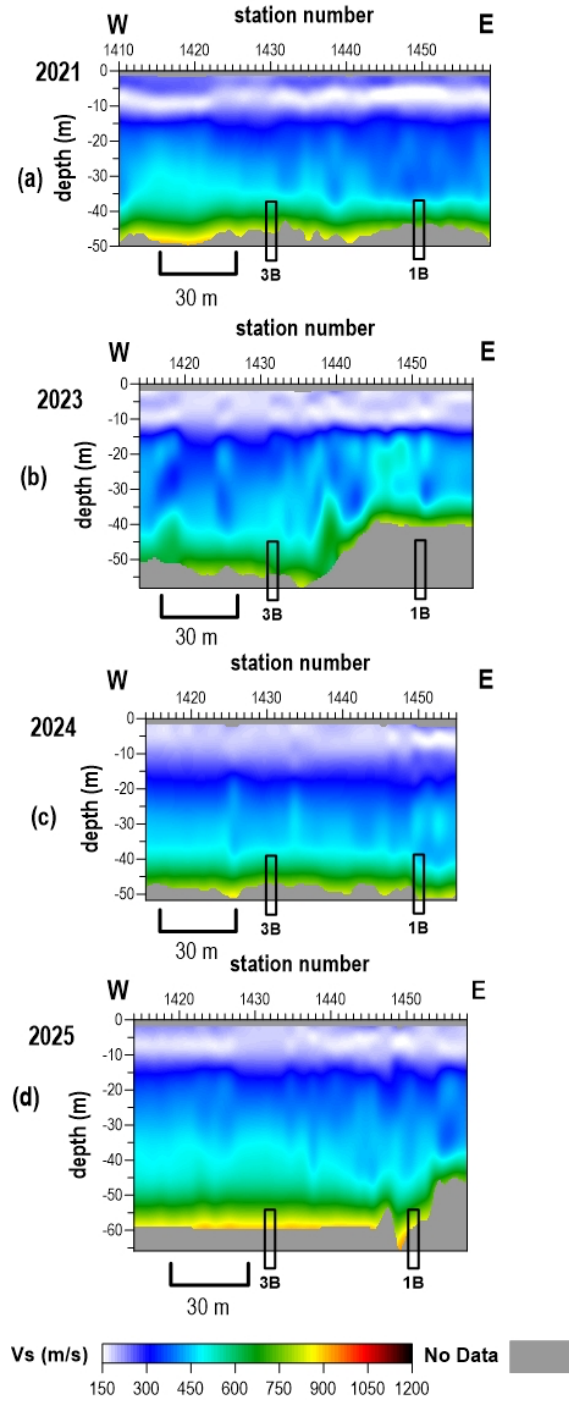 station number
W E
1410 1420 1430 1440 1450
2021
(a)
depth (m)
0
-10
-20
-30
-40
-50
3B 1B
30 m
station number
W E
1420 1430 1440 1450
2023
(b)
depth (m)
0
-10
-20
-30
-40
-50
3B 1B
30 m
station number
W E
1420 1430 1440 1450
2024
(c)
depth (m)
0
-10
-20
-30
-40
-50
3B 1B
30 m
station number
W E
1420 1430 1440 1450
2025
(d)
depth (m)
0
-10
-20
-30
-40
-50
-60
3B 1B
30 m
Vs (m/s) No Data
150 300 450 600 750 900 1050 1200